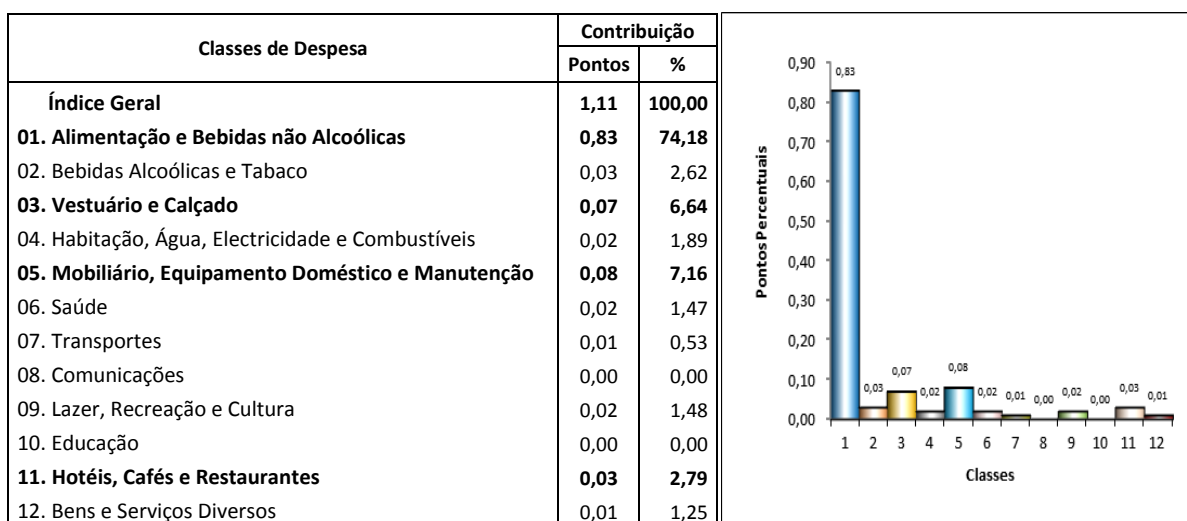 Classes de Despesa Contribuição
Pontos %
Índice Geral 1,11 100,00
01. Alimentação e Bebidas não Alcoólicas 0,83 74,18
02. Bebidas Alcoólicas e Tabaco 0,03 2,62
03. Vestuário e Calçado 0,07 6,64
04. Habitação, Água, Electricidade e Combustíveis 0,02 1,89
05. Mobiliário, Equipamento Doméstico e Manutenção 0,08 7,16
06. Saúde 0,02 1,47
07. Transportes 0,01 0,53
08. Comunicações 0,00 0,00
09. Lazer, Recreação e Cultura 0,02 1,48
10. Educação 0,00 0,00
11. Hotéis, Cafés e Restaurantes 0,03 2,79
12. Bens e Serviços Diversos 0,01 1,25
Pontos Percentuais
0,90
0,80
0,70
0,60
0,50
0,40
0,30
0,20
0,10
0,00
0,83 0,03 0,07 0,02 0,08 0,02 0,01 0,00 0,02 0,00 0,03 0,01
1 2 3 4 5 6 7 8 9 10 11 12
Classes